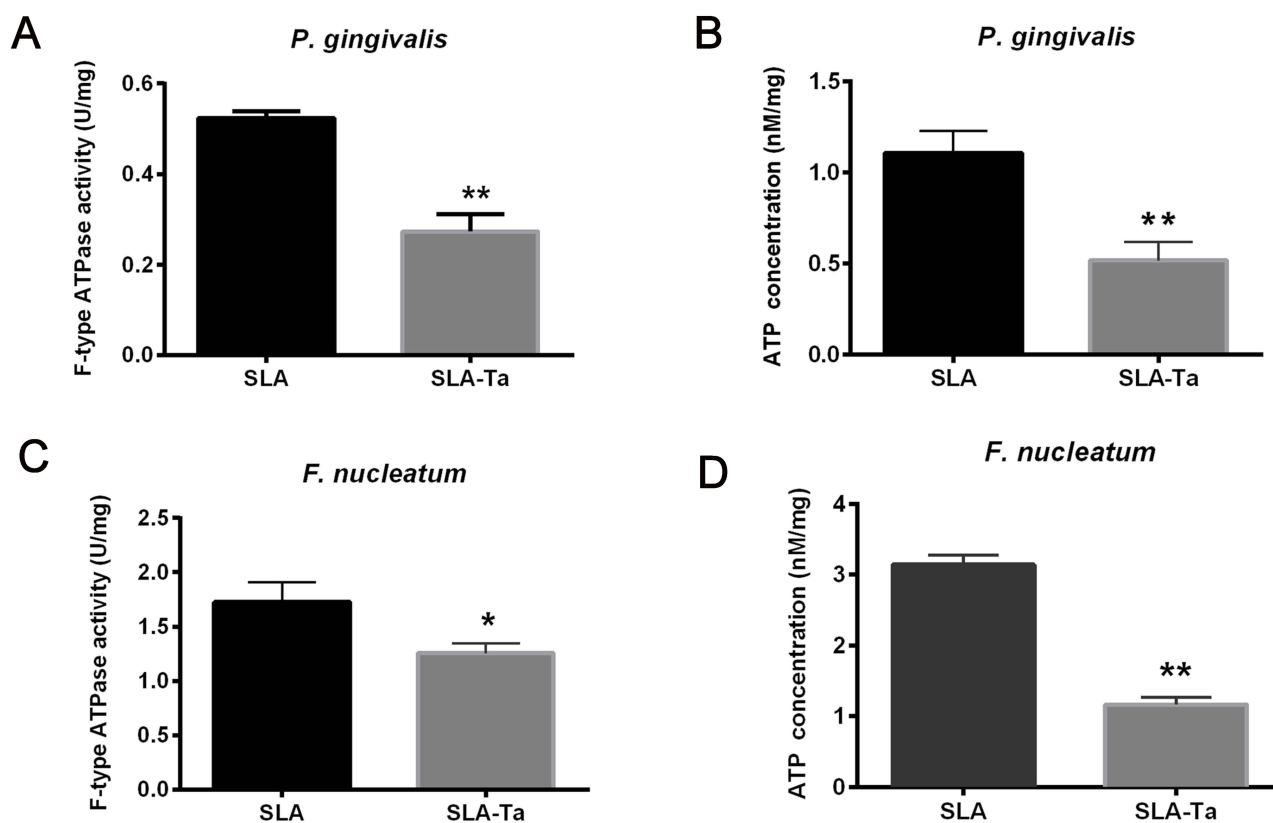 A
P. gingivalis
F-type ATPase activity (U/mg)
0.6
0.4
0.2
0.0
**
SLA
SLA-Ta
B
P. gingivalis
ATP concentration (nM/mg)
1.5
1.0
0.5
0.0
**
SLA
SLA-Ta
C
F. nucleatum
F-type ATPase activity (U/mg)
2.5
2.0
1.5
1.0
0.5
0.0
*
SLA
SLA-Ta
D
F. nucleatum
ATP concentration (nM/mg)
4
3
2
1
0
**
SLA
SLA-Ta